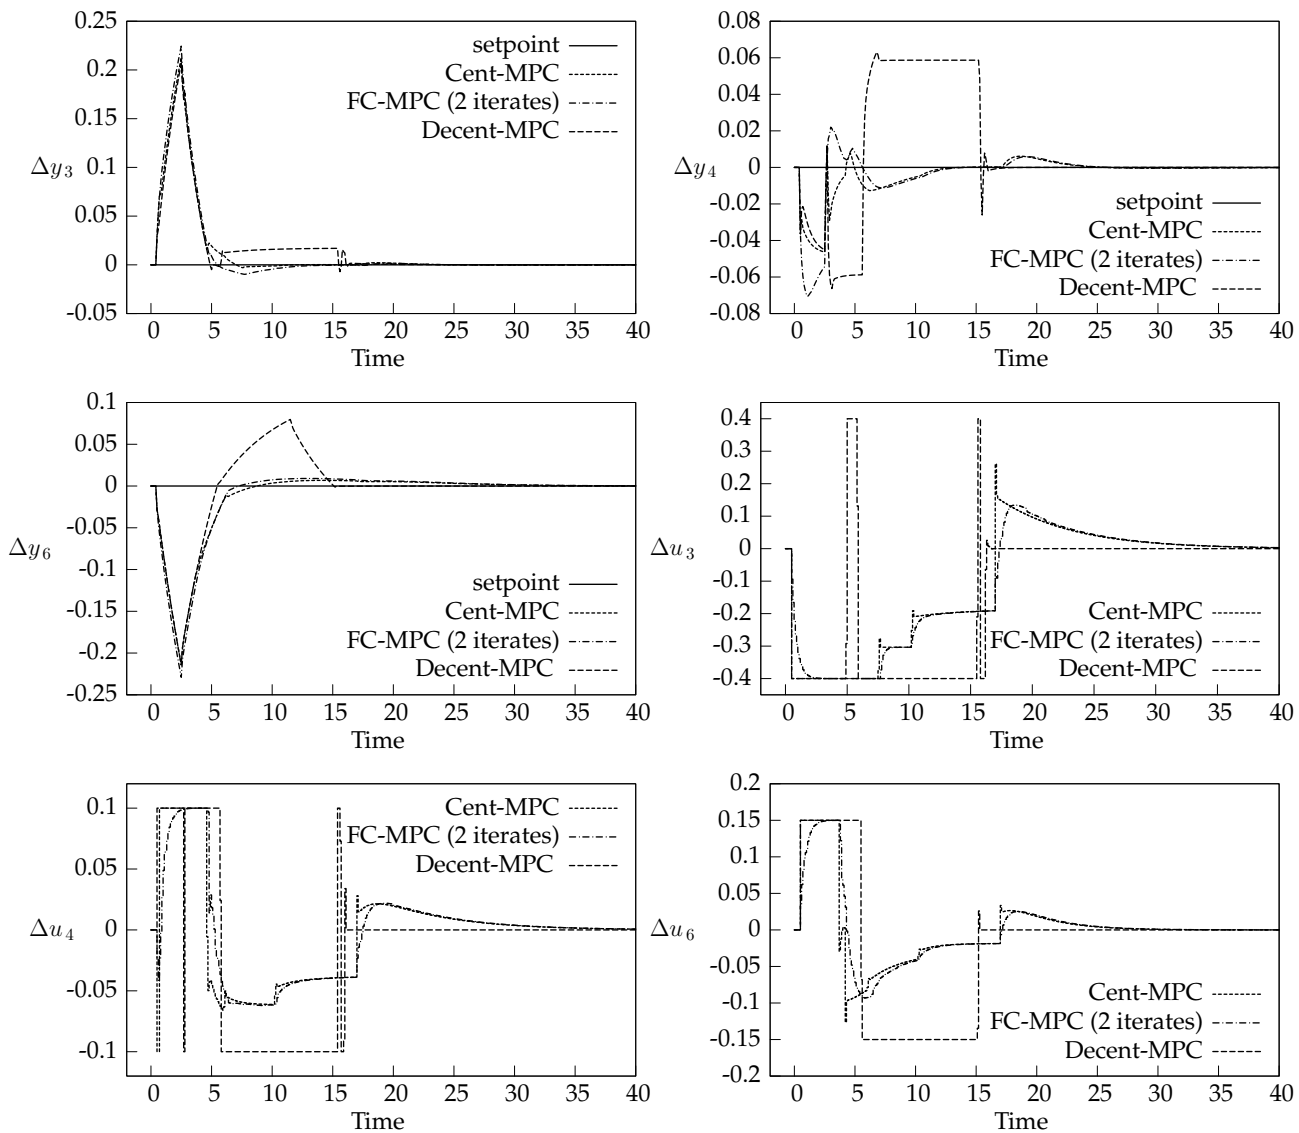 0.25
0.2
0.15
0.1
0.05
0
-0.05
Δy3
setpoint
Cent-MPC
FC-MPC (2 iterates)
Decent-MPC
0 5 10 15 20 25 30 35 40
Time
0.08
0.06
0.04
0.02
0
-0.02
-0.04
-0.06
-0.08
Δy4
setpoint
Cent-MPC
FC-MPC (2 iterates)
Decent-MPC
0 5 10 15 20 25 30 35 40
Time
0.1
0.05
0
-0.05
-0.1
-0.15
-0.2
-0.25
Δy6
setpoint
Cent-MPC
FC-MPC (2 iterates)
Decent-MPC
0 5 10 15 20 25 30 35 40
Time
0.4
0.3
0.2
0.1
0
-0.1
-0.2
-0.3
-0.4
Δu3
Cent-MPC
FC-MPC (2 iterates)
Decent-MPC
0 5 10 15 20 25 30 35 40
Time
0.1
0.05
0
-0.05
-0.1
Δu4
Cent-MPC
FC-MPC (2 iterates)
Decent-MPC
0 5 10 15 20 25 30 35 40
Time
0.2
0.15
0.1
0.05
0
-0.05
-0.1
-0.15
-0.2
Δu6
Cent-MPC
FC-MPC (2 iterates)
Decent-MPC
0 5 10 15 20 25 30 35 40
Time